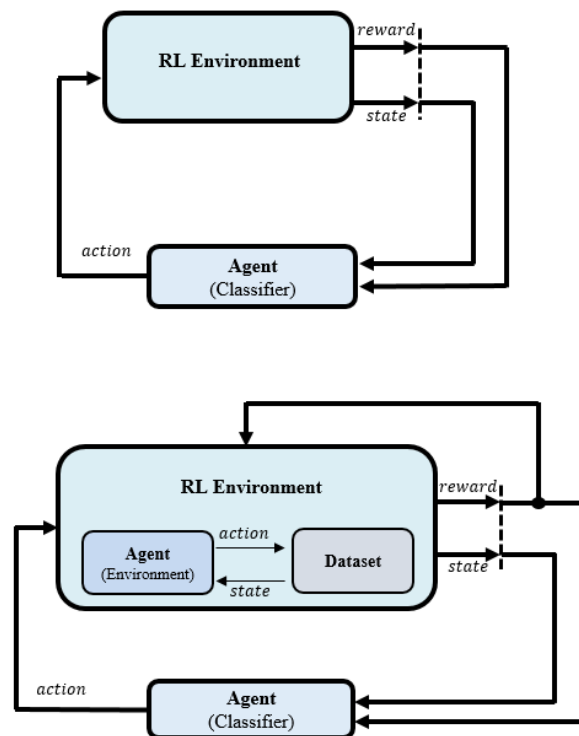 reward
RL Environment
state
action
Agent
(Classifier)
RL Environment
reward
action
Agent
(Environment)
Dataset
state
state
action
Agent
(Classifier)